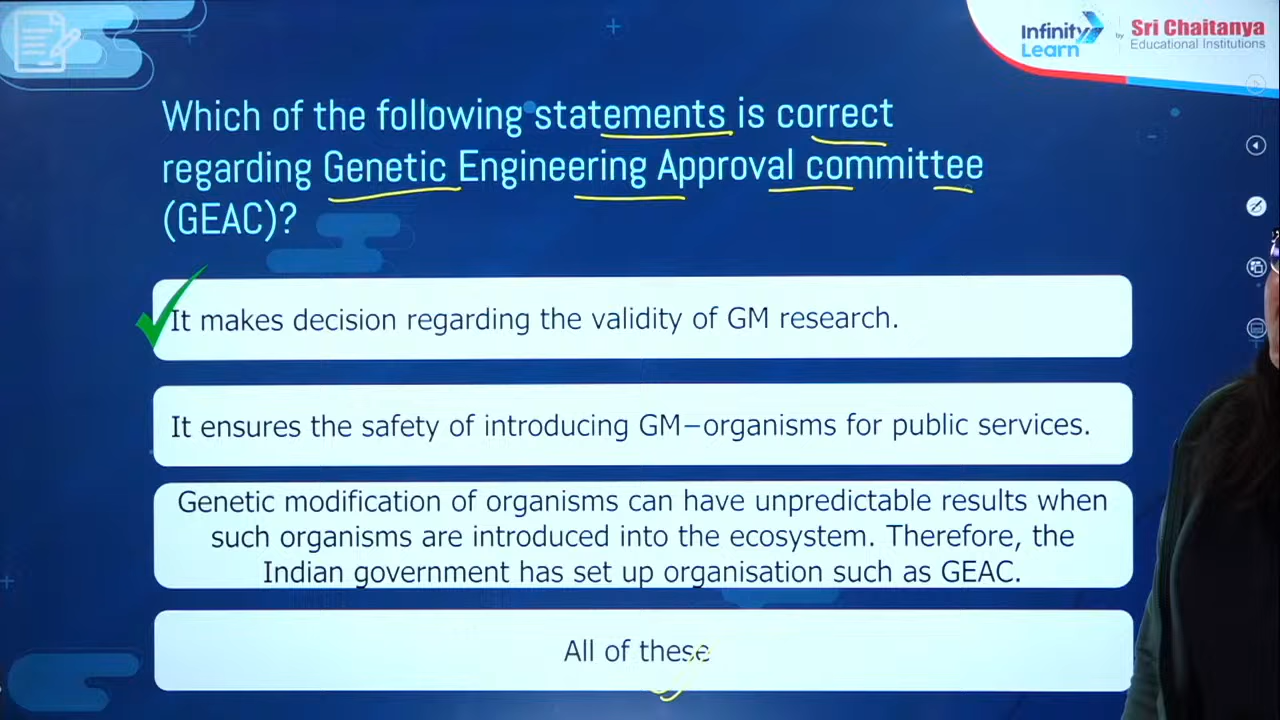 Infinity
Learn
by
Sri Chaitanya
Educational Institutions
Which of the following statements is correct
regarding Genetic Engineering Approval committee
(GEAC)?
It makes decision regarding the validity of GM research.
It ensures the safety of introducing GM–organisms for public services.
Genetic modification of organisms can have unpredictable results when
such organisms are introduced into the ecosystem. Therefore, the
Indian government has set up organisation such as GEAC.
All of these